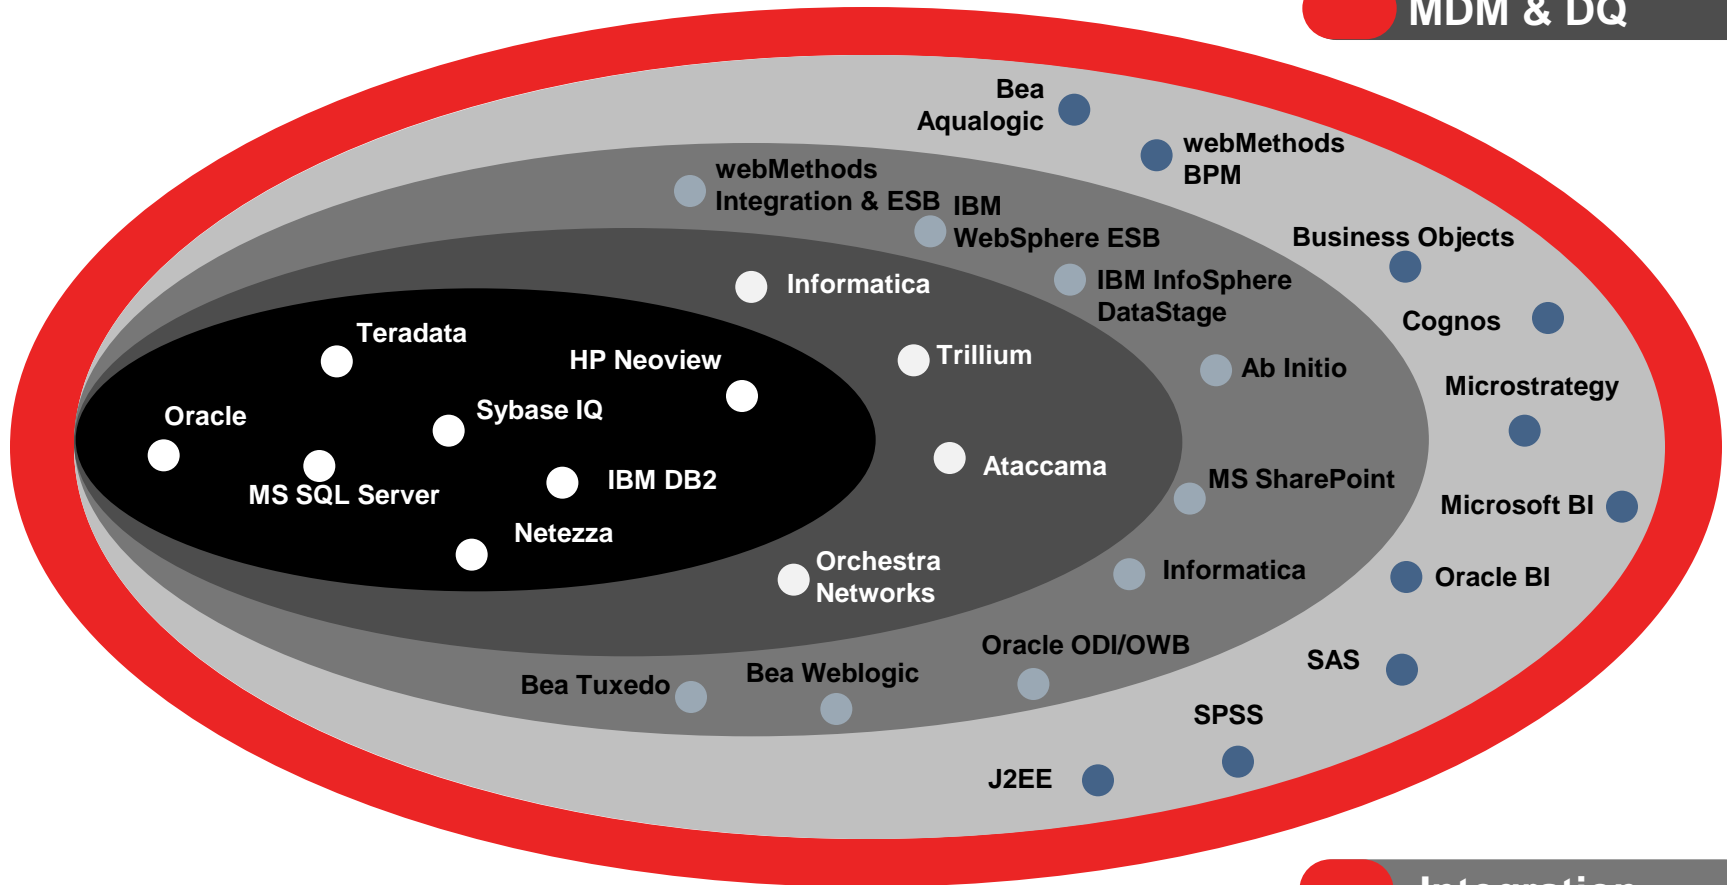 MDM & DQ
Bea
Aqualogic
webMethods
BPM
webMethods
Integration & ESB
IBM
WebSphere ESB
Business Objects
Informatica
IBM InfoSphere
DataStage
Cognos
Teradata
HP Neoview
Trillium
Ab Initio
Microstrategy
Oracle
Sybase IQ
Ataccama
MS SQL Server
IBM DB2
MS SharePoint
Microsoft BI
Netezza
Orchestra
Networks
Informatica
Oracle BI
Oracle ODI/OWB
SAS
Bea Tuxedo
Bea Weblogic
SPSS
J2EE
Integration